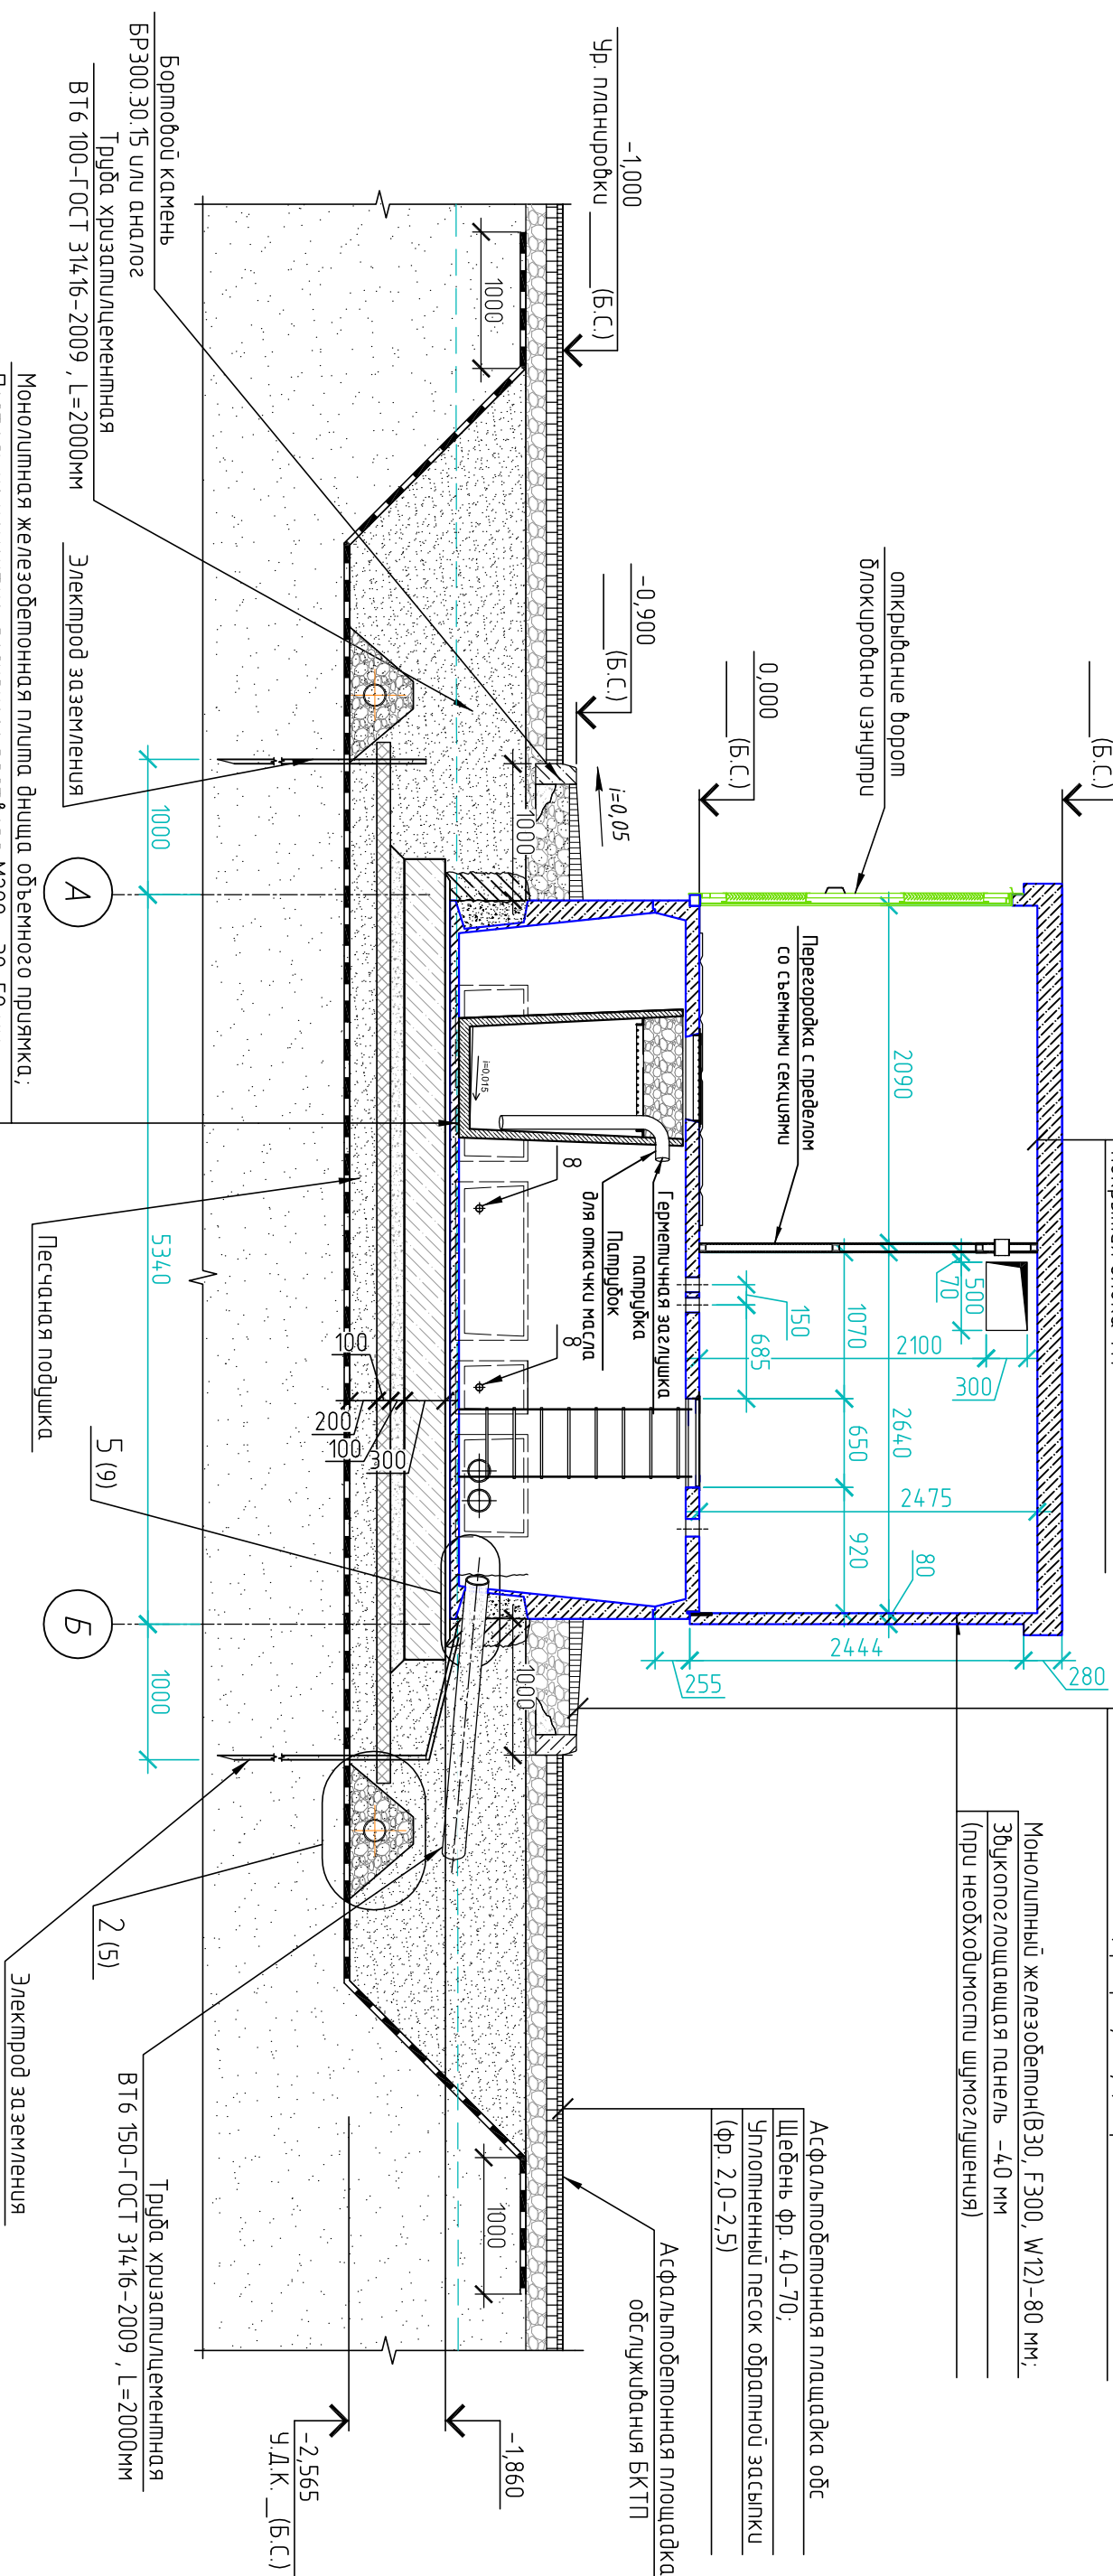 Ур. планировки
-1,000
(Б.С.)
-0,900
(Б.С.)
0,000
(Б.С.)
(Б.С.)
открывание ворот
блокировано изнутри
Перегородка с пределом
со съемными секциями
2090
70
500
1070
2100
300
2640
150
685
650
2475
920
80
2444
280
255
Монолитный железобетон(В30, F300, W12)-80 мм;
Звукопоглощающая панель -40 мм
(при необходимости шумоглушения)
Асфальтобетонная плащадка обс
Щебень фр. 40-70;
Уплотненный песок обратной засыпки
(фр. 2,0-2,5)
Асфальтобетонная площадка
обслуживания БКТП
Герметичная заглушка
патрубка
Патрубок
для откачки масла
i=0,05
i=0,015
8
8
1000
1000
1000
1000
100
200
100
300
-1,860
-2,565
У.Д.К. _(Б.С.)
Бортовой камень
БР300.30.15 или аналог
Труба хризатилцементная
ВТ6 100-ГОСТ 31416-2009 , L=2000мм
Электрод заземления
1000
5340
1000
А
Б
Песчаная подушка
5 (9)
2 (5)
Труба хризатилцементная
ВТ6 150-ГОСТ 31416-2009 , L=2000мм
Электрод заземления
Монолитная железобетонная плита днища объемного приямка;